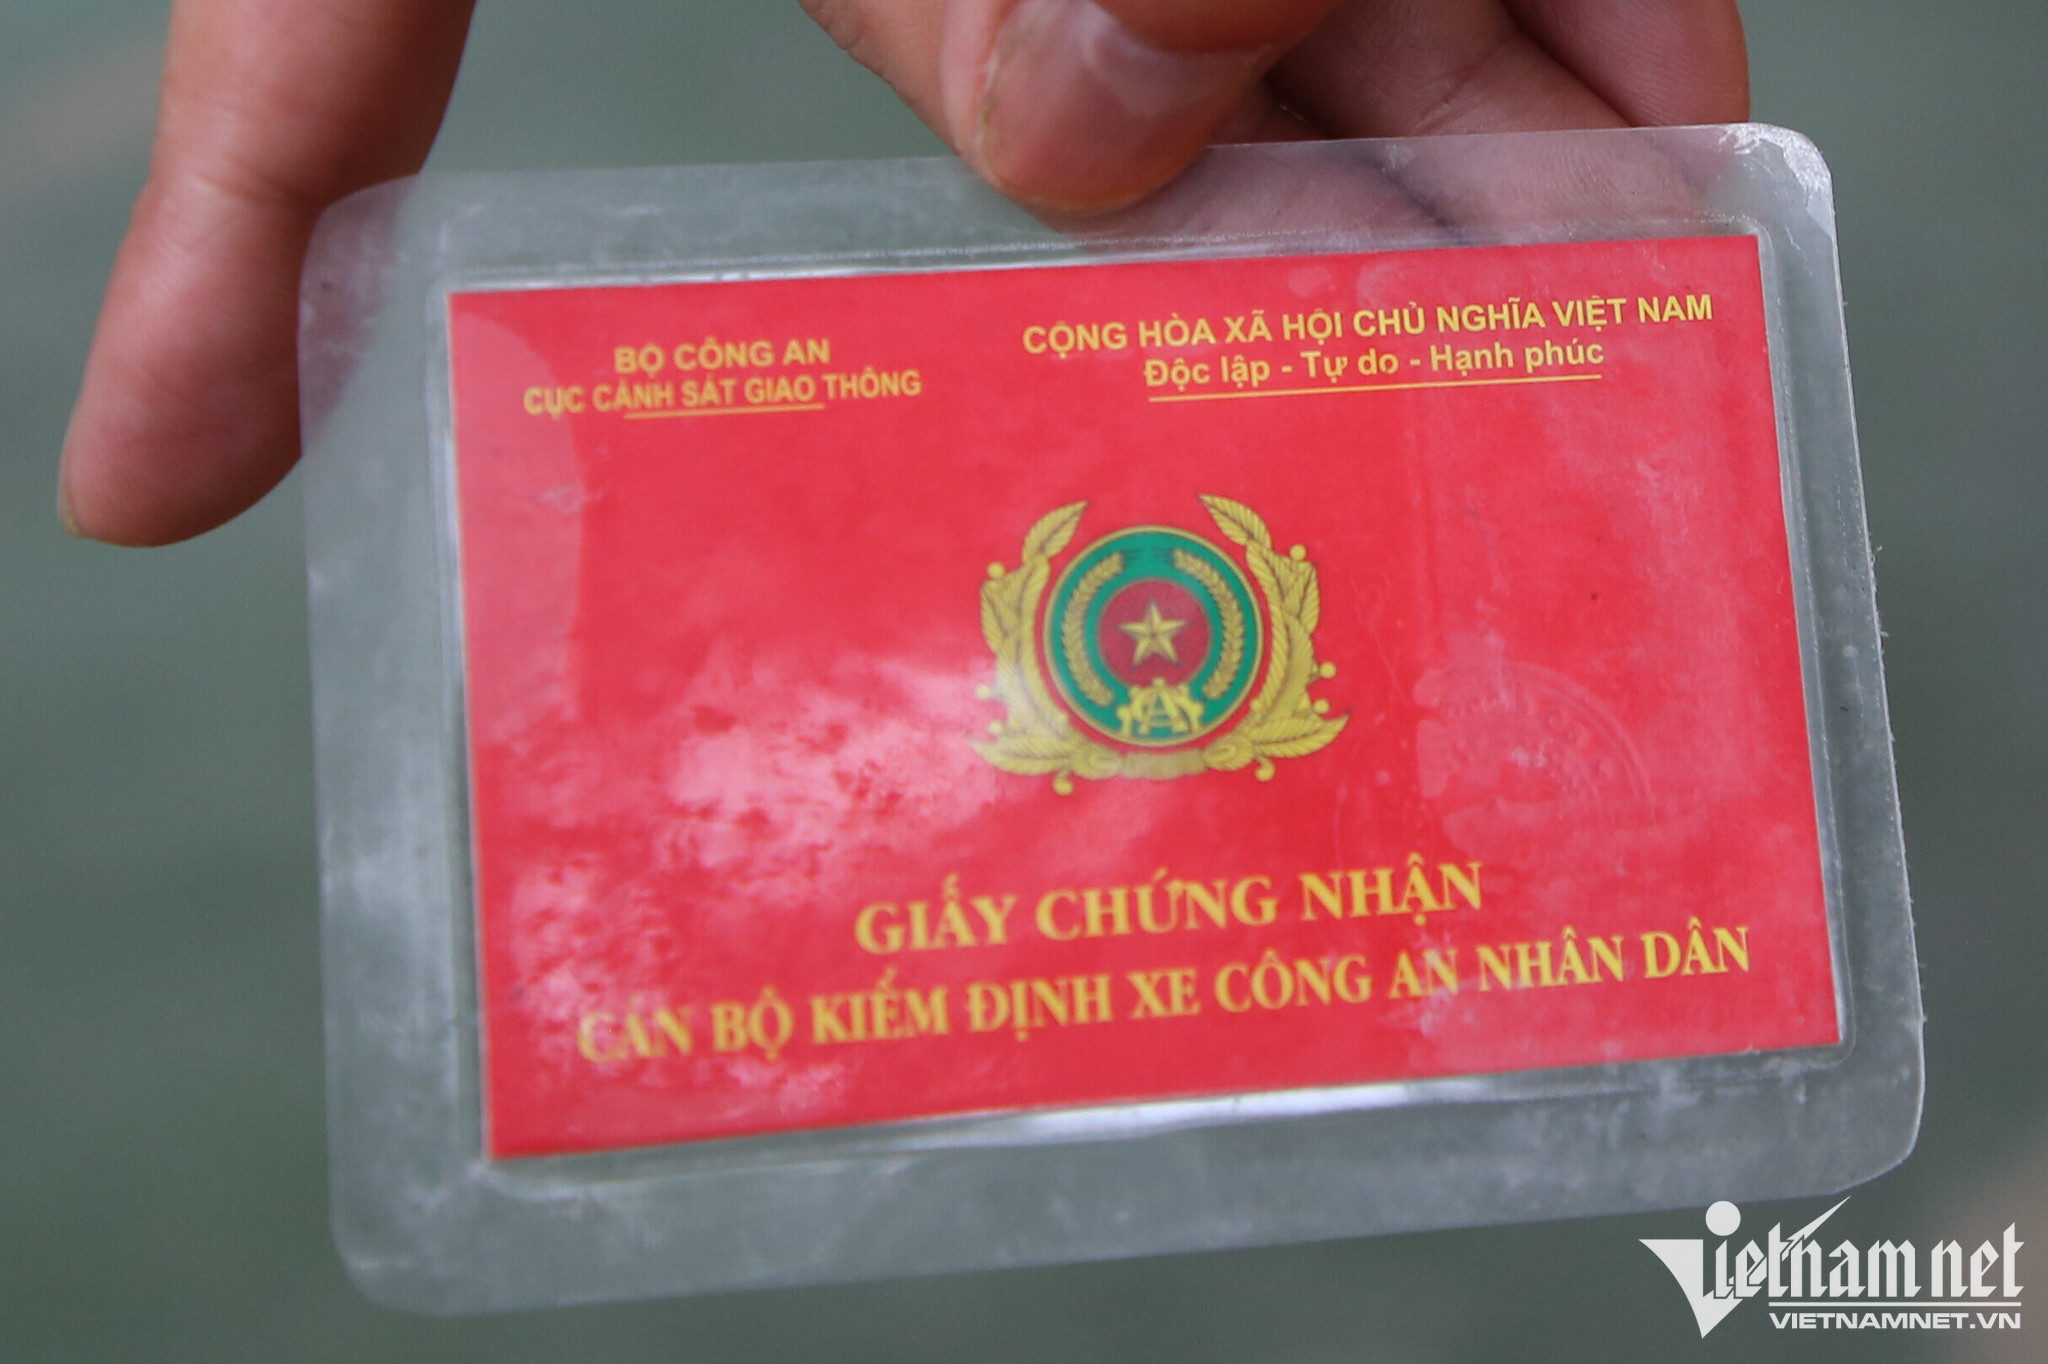 BỘ CÔNG AN
CỤC CẢNH SÁT GIAO THÔNG
CỘNG HÒA XÃ HỘI CHỦ NGHĨA VIỆT NAM
Độc lập - Tự do - Hạnh phúc
GIẤY CHỨNG NHẬN
CÁN BỘ KIỂM ĐỊNH XE CÔNG AN NHÂN DÂN
Vietnamnet
VIETNAMNET.VN